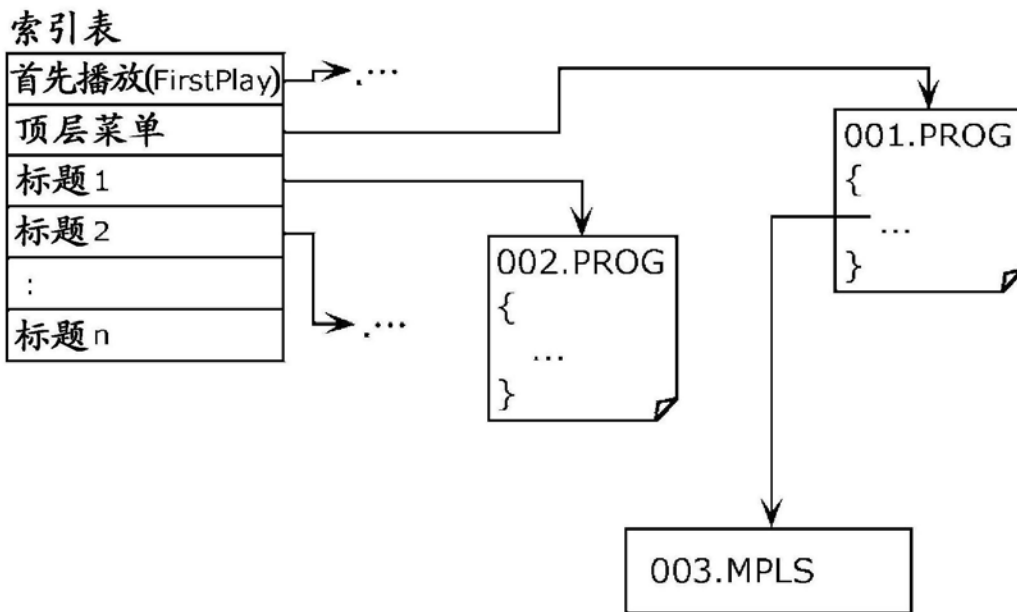 索引表
首先播放(FirstPlay)
顶层菜单
标题1
标题2
:
标题n
.…
.…
002.PROG
{
…
}
001.PROG
{
…
}
003.MPLS